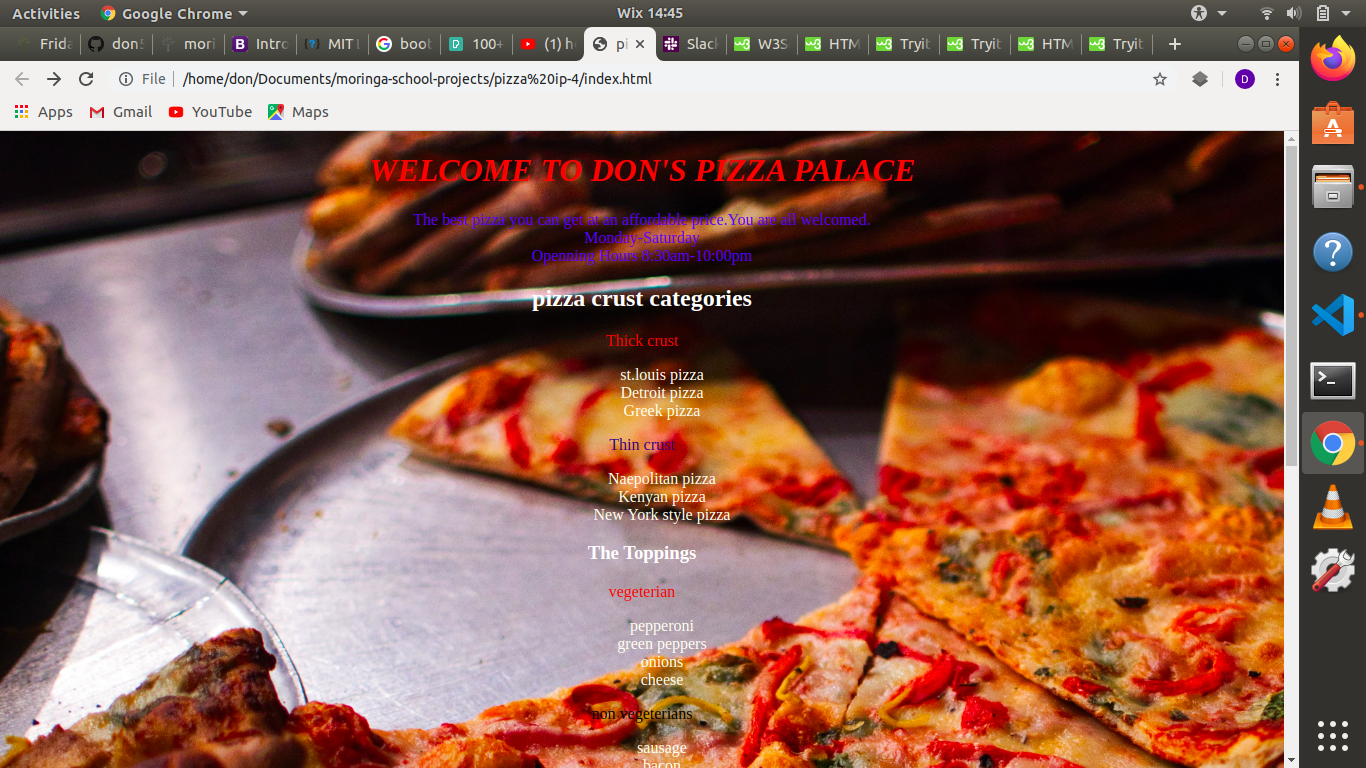 Activities
Google Chrome
Wix 14:45
Frida
don
mori
Intro
MIT L
boot
100+
(1) h
pi
Slack
W3S
HTM
Tryit
Tryit
HTM
Tryit
File
/home/don/Documents/moringa-school-projects/pizza%20ip-4/index.html
D
Apps
Gmail
YouTube
Maps
WELCOME TO DON'S PIZZA PALACE
The best pizza you can get at an affordable price.You are all welcomed.
Monday-Saturday
Openning Hours 8:30am-10:00pm
pizza crust categories
Thick crust
st.louis pizza
Detroit pizza
Greek pizza
Thin crust
Naepolitan pizza
Kenyan pizza
New York style pizza
The Toppings
vegeterian
pepperoni
green peppers
onions
cheese
non vegeterians
sausage
bacon